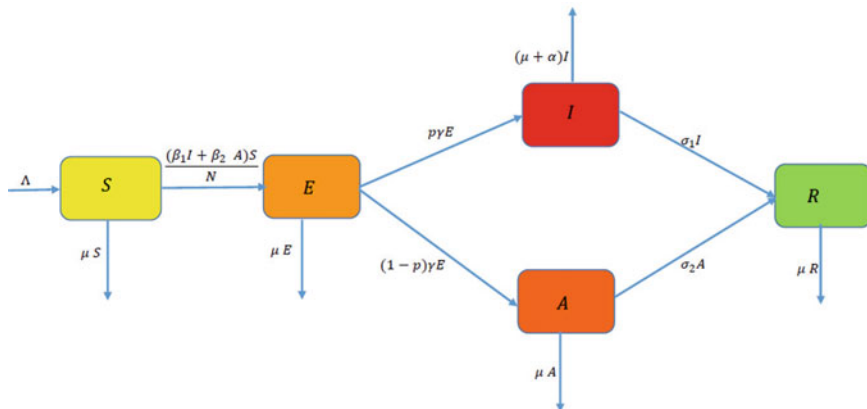 (μ + α)I
I
pγE
σ₁I
(β₁I + β₂ A)S
N
Λ
S
E
R
μ S
μ E
(1 − p)γE
σ₂A
μ R
A
μ A